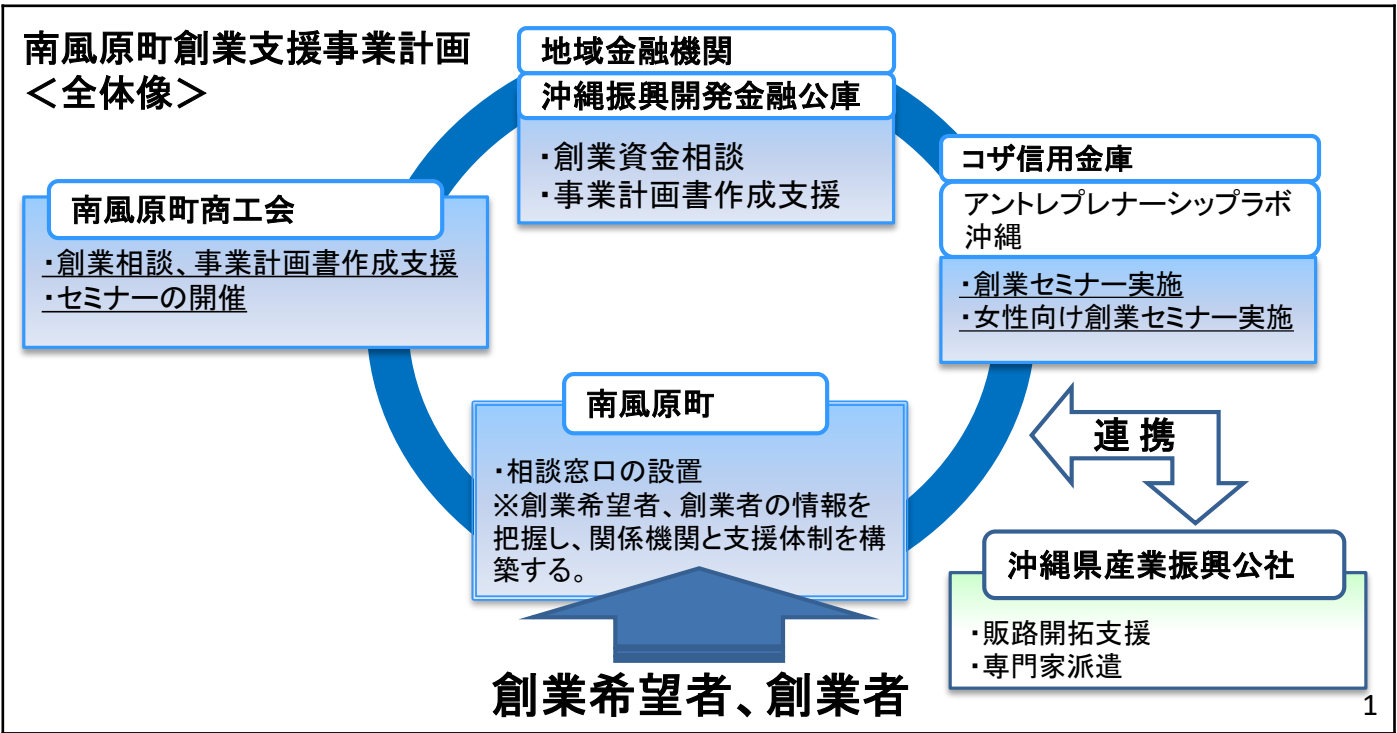 南風原町創業支援事業計画
＜全体像＞
地域金融機関
沖縄振興開発金融公庫
・創業資金相談
・事業計画書作成支援
コザ信用金庫
アントレプレナーシップラボ
沖縄
・創業セミナー実施
・女性向け創業セミナー実施
南風原町商工会
・創業相談、事業計画書作成支援
・セミナーの開催
南風原町
・相談窓口の設置
※創業希望者、創業者の情報を
把握し、関係機関と支援体制を構
築する。
連 携
沖縄県産業振興公社
・販路開拓支援
・専門家派遣
創業希望者、創業者
1